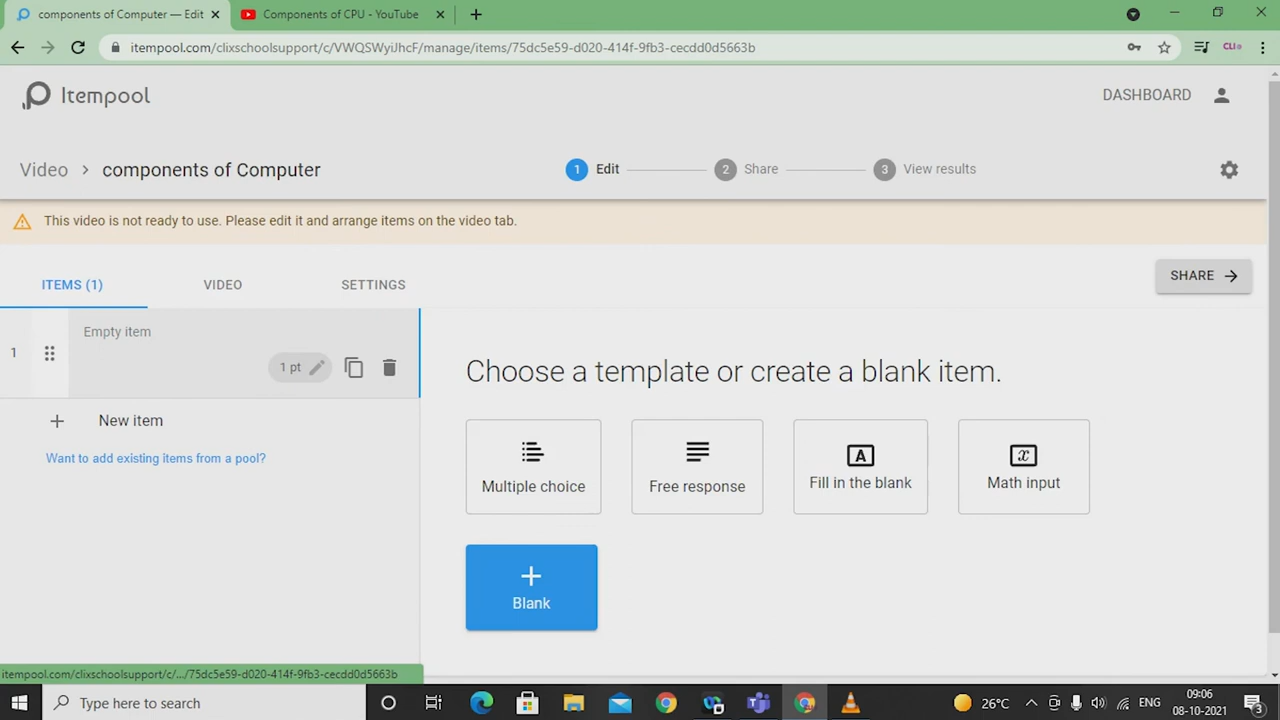 components of Computer — Edit
Components of CPU - YouTube
itempool.com/clixschoolsupport/c/VWQSWyiJhcF/manage/items/75dc5e59-d020-414f-9fb3-cecdd0d5663b
Itempool
DASHBOARD
Video > components of Computer
1 Edit
2 Share
3 View results
This video is not ready to use. Please edit it and arrange items on the video tab.
ITEMS (1)
VIDEO
SETTINGS
SHARE
1
Empty item
1 pt
New item
Want to add existing items from a pool?
Choose a template or create a blank item.
Multiple choice
Free response
A
Fill in the blank
x
Math input
Blank
itempool.com/clixschoolsupport/c/.../75dc5e59-d020-414f-9fb3-cecdd0d5663b
Type here to search
26°C
ENG
09:06
08-10-2021
3